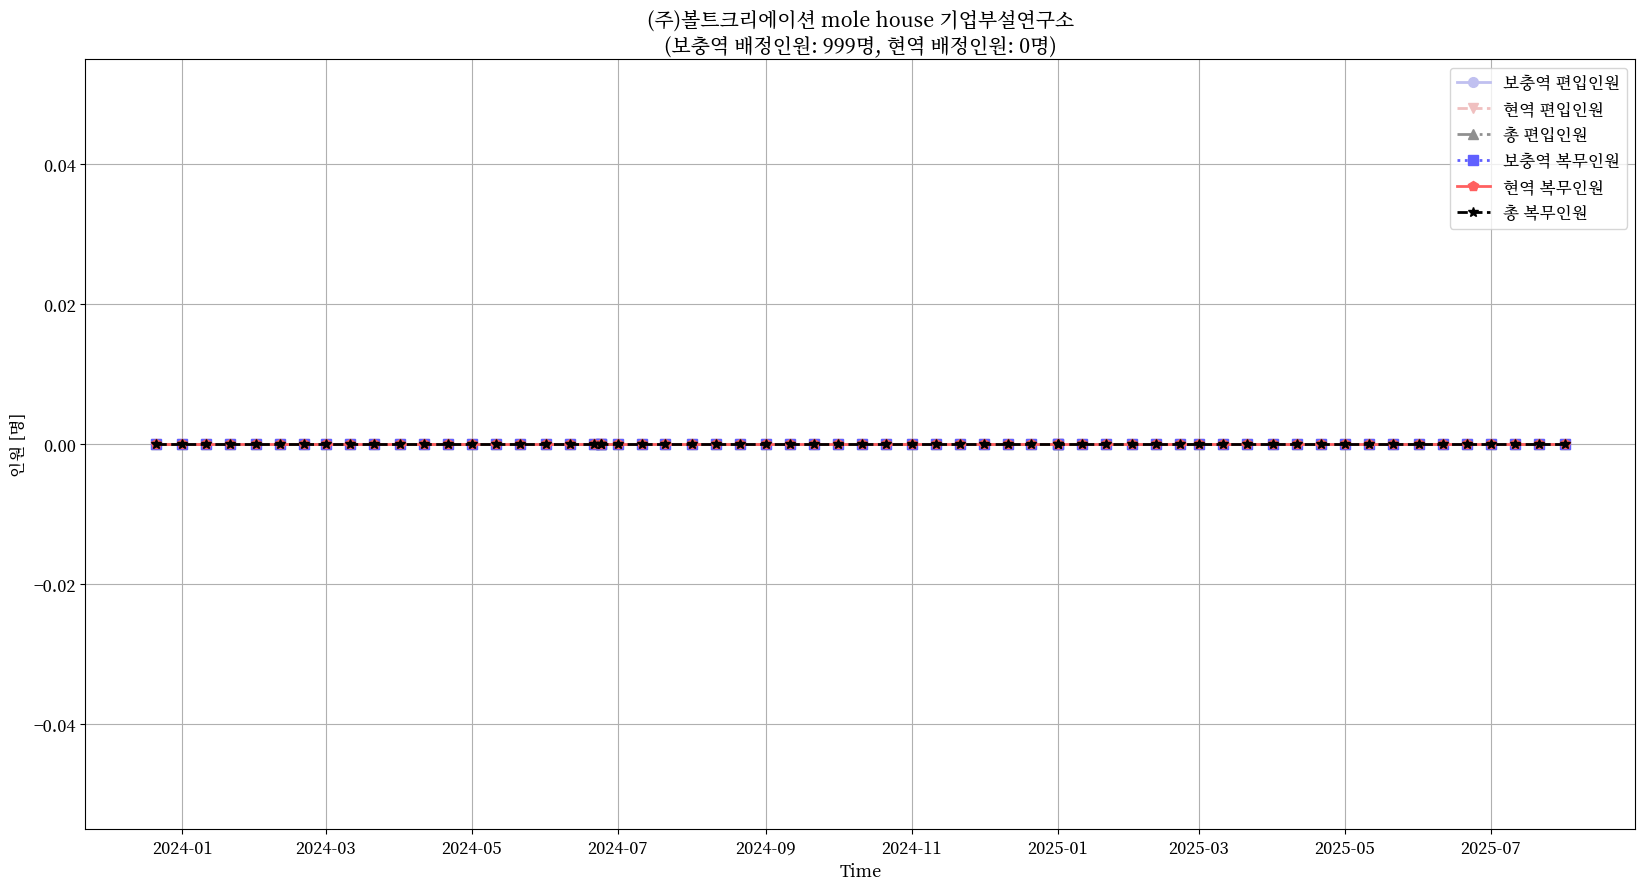 (주)볼트크리에이션 mole house 기업부설연구소
(보충역 배정인원: 999명, 현역 배정인원: 0명)
보충역 편입인원
현역 편입인원
총 편입인원
보충역 복무인원
현역 복무인원
총 복무인원
인원 [명]
0.04
0.02
0.00
−0.02
−0.04
2024-01 2024-03 2024-05 2024-07 2024-09 2024-11 2025-01 2025-03 2025-05 2025-07
Time